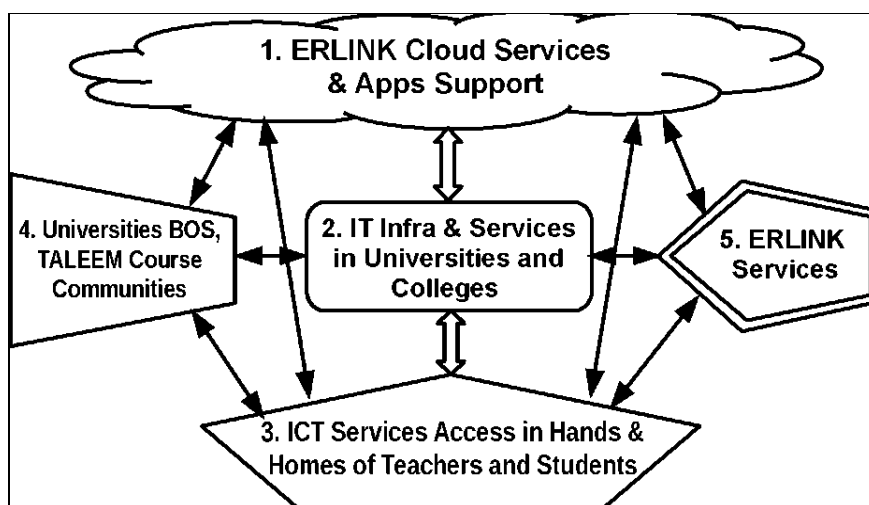 1. ERLINK Cloud Services
& Apps Support
4. Universities BOS,
TALEEM Course
Communities
2. IT Infra & Services
in Universities and
Colleges
5. ERLINK
Services
3. ICT Services Access in Hands &
Homes of Teachers and Students